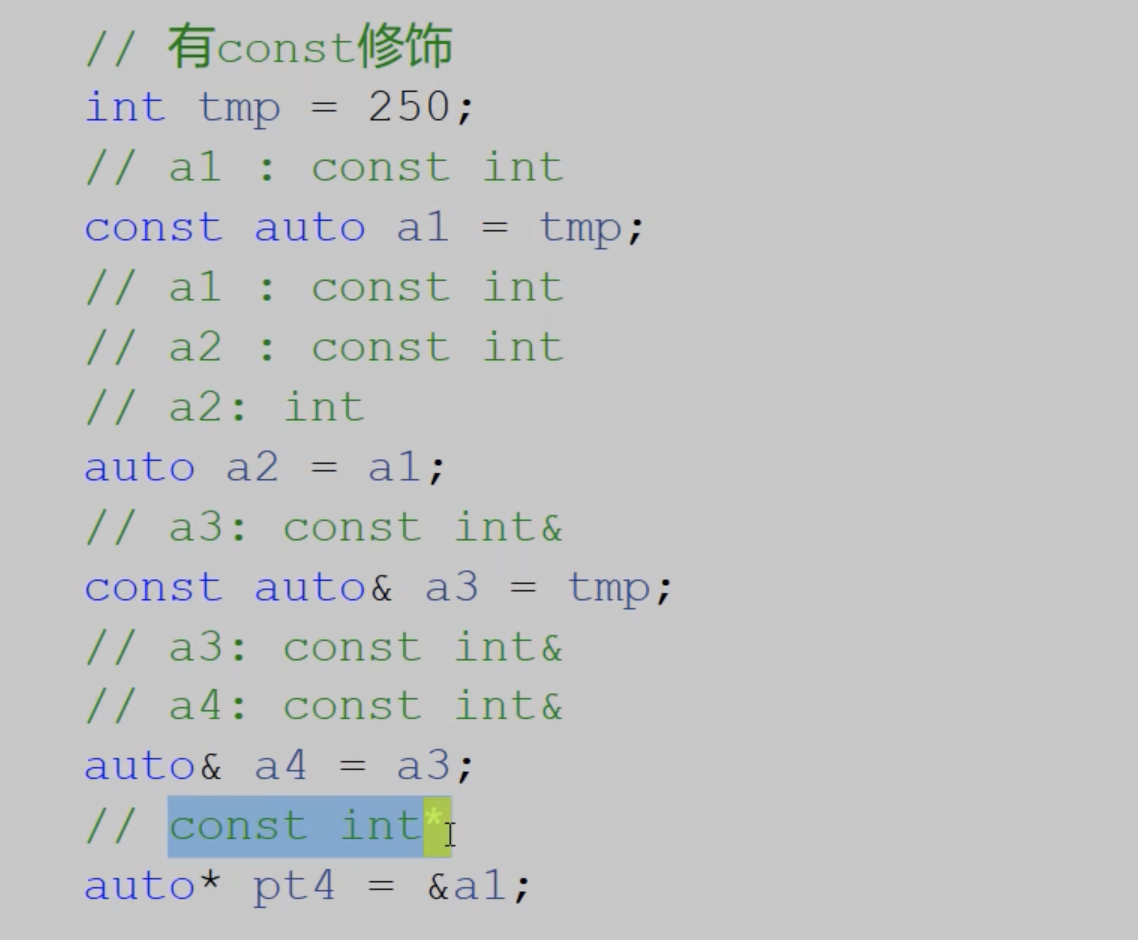 // 有const修饰
int tmp = 250;
// a1 : const int
const auto a1 = tmp;
// a1 : const int
// a2 : const int
// a2: int
auto a2 = a1;
// a3: const int&
const auto& a3 = tmp;
// a3: const int&
// a4: const int&
auto& a4 = a3;
// const int*
auto* pt4 = &a1;